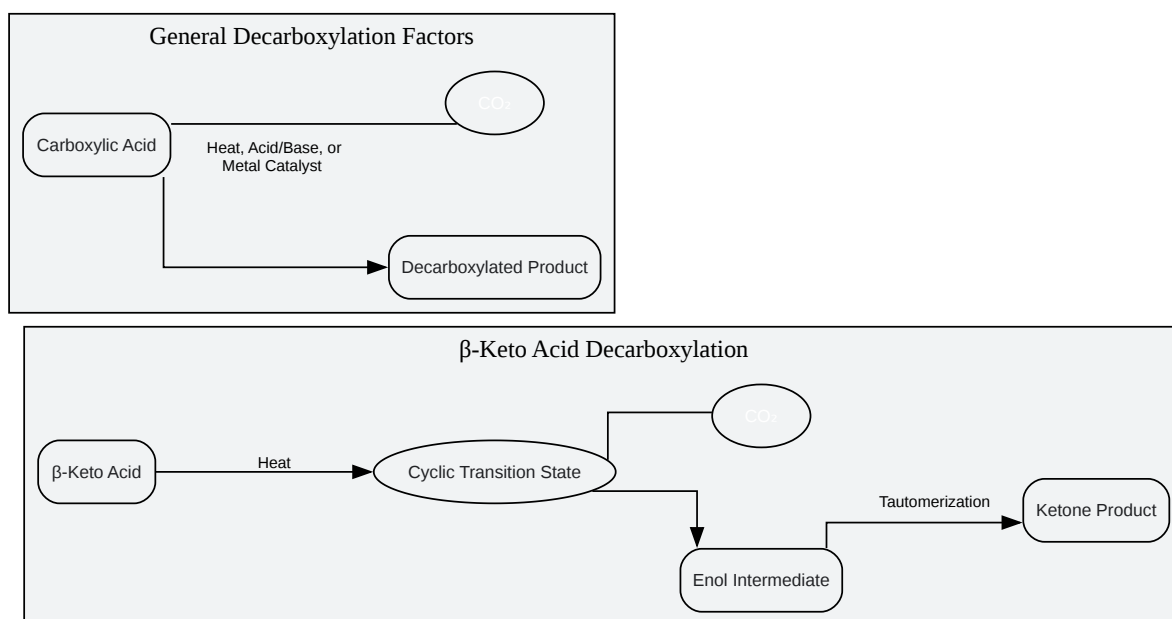 General Decarboxylation Factors
CO₂
Carboxylic Acid
Heat, Acid/Base, or
Metal Catalyst
Decarboxylated Product
β-Keto Acid Decarboxylation
CO₂
β-Keto Acid
Heat
Cyclic Transition State
Tautomerization
Ketone Product
Enol Intermediate